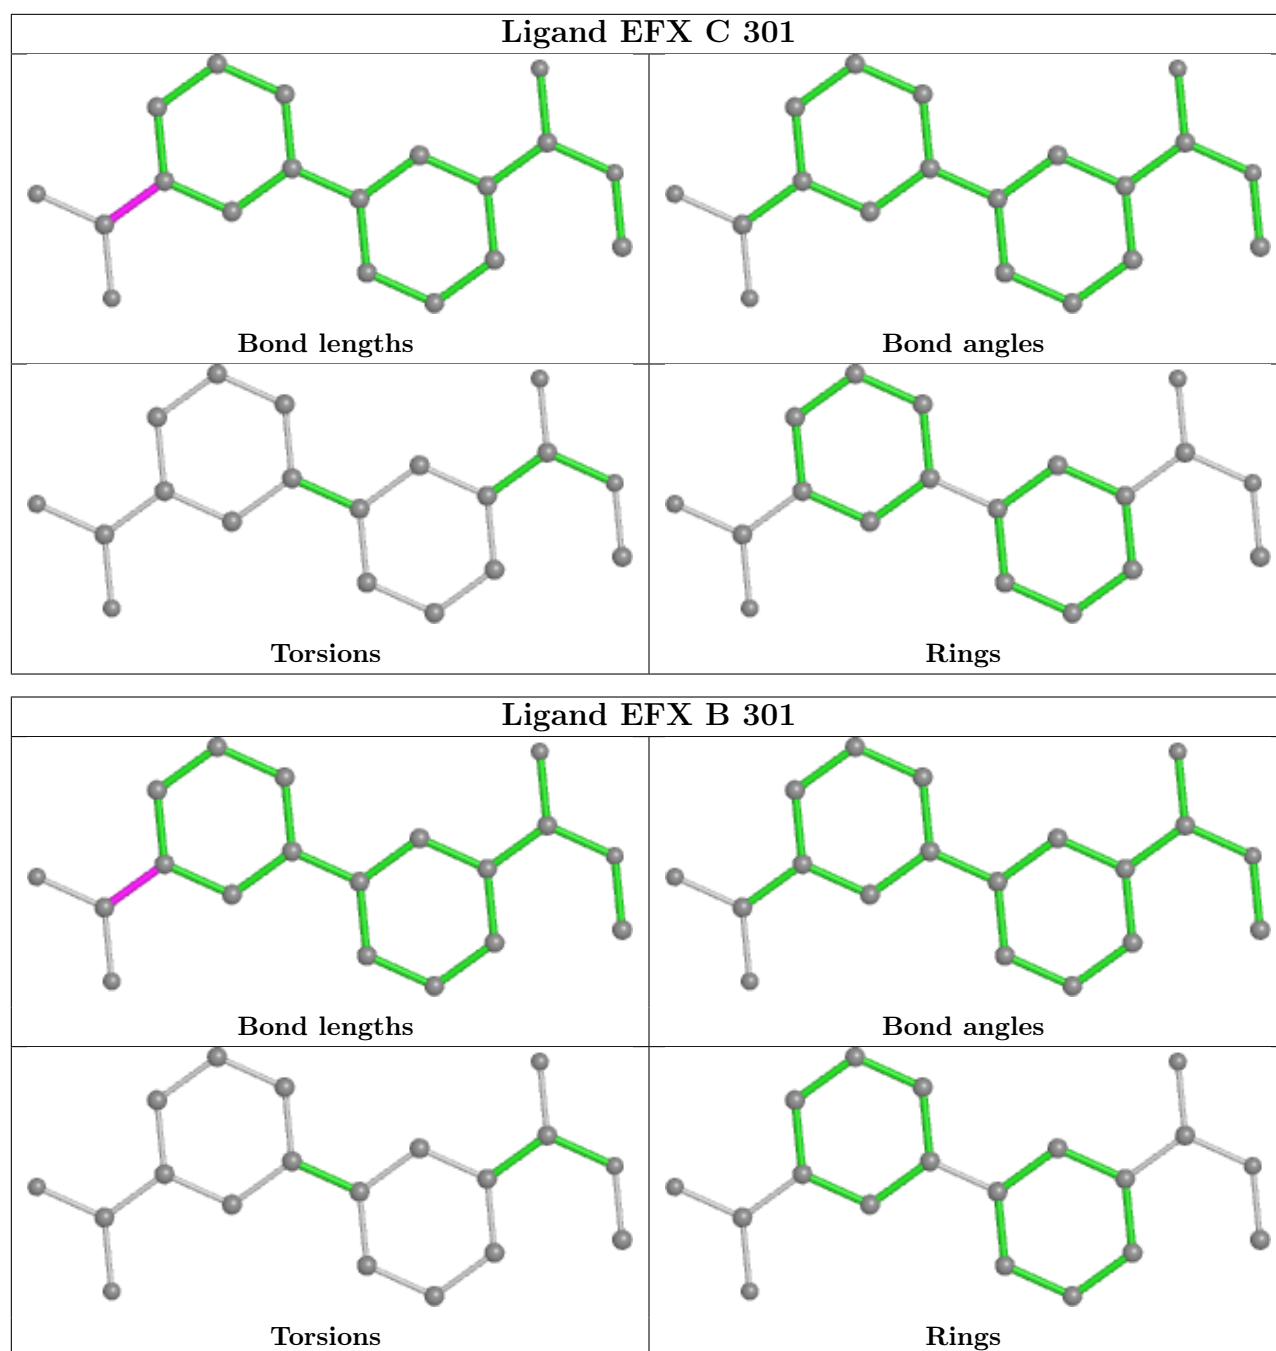 Ligand EFX C 301
Bond lengths
Bond angles
Torsions
Rings
Ligand EFX B 301
Bond lengths
Bond angles
Torsions
Rings